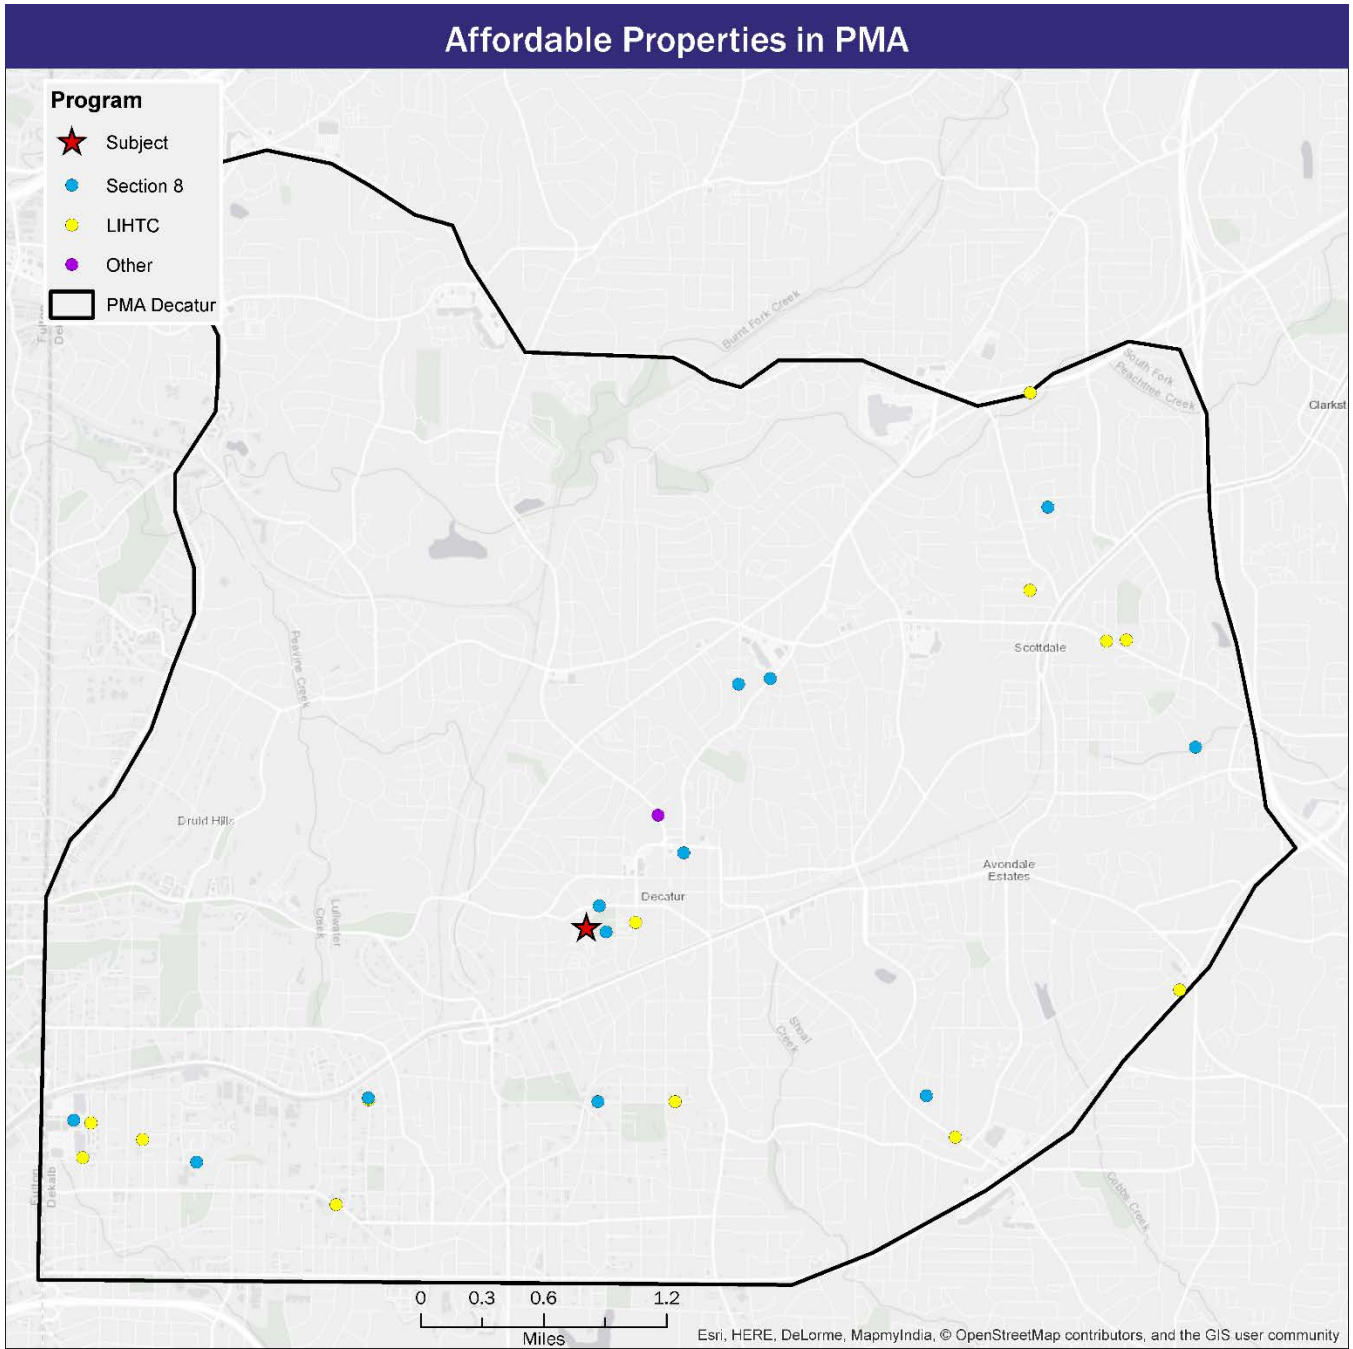 Affordable Properties in PMA
Program
Subject
Section 8
LIHTC
Other
PMA Decatur
Burnt Fork Creek
South Fork
Peachtree Creek
Clarkst
Scottdale
Peavine Creek
Druid Hills
Avondale
Estates
Decatur
Lullwater
Creek
Shoal
Creek
Fulton
Dekalb
Cobbs Creek
0 0.3 0.6 1.2
Miles
Esri, HERE, DeLorme, MapmyIndia, © OpenStreetMap contributors, and the GIS user community